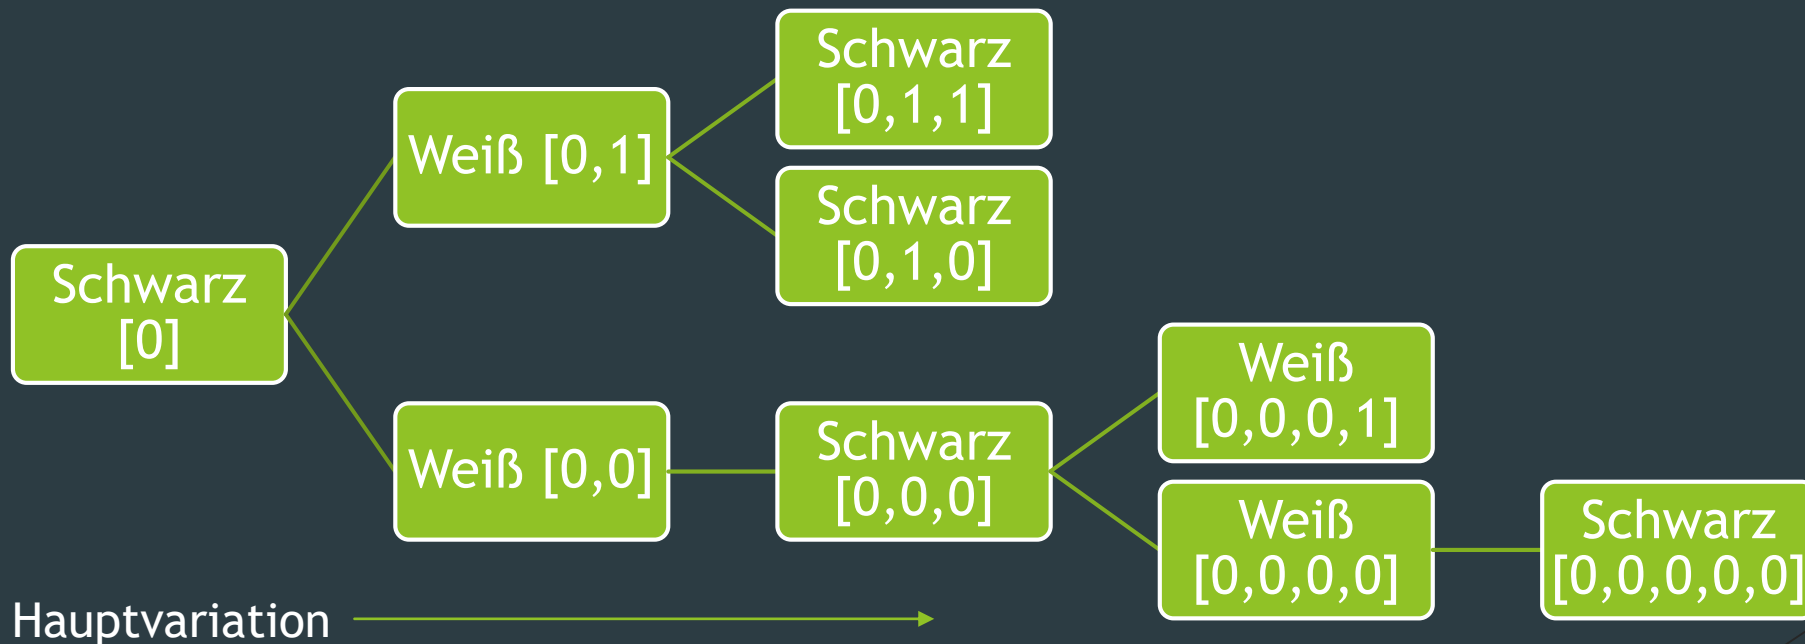 Schwarz
[0,1,1]
Weiß [0,1]
Schwarz
[0,1,0]
Schwarz
[0]
Weiß
[0,0,0,1]
Weiß [0,0]
Schwarz
[0,0,0]
Weiß
[0,0,0,0]
Schwarz
[0,0,0,0,0]
Hauptvariation